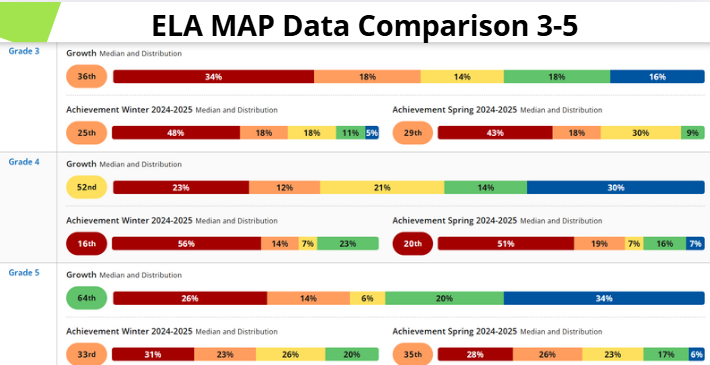 ELA MAP Data Comparison 3-5
Grade 3
Growth Median and Distribution
36th 34% 18% 14% 18% 16%
Achievement Winter 2024-2025 Median and Distribution
25th 48% 18% 18% 11% 5%
Achievement Spring 2024-2025 Median and Distribution
29th 43% 18% 30% 9%
Grade 4
Growth Median and Distribution
52nd 23% 12% 21% 14% 30%
Achievement Winter 2024-2025 Median and Distribution
16th 56% 14% 7% 23%
Achievement Spring 2024-2025 Median and Distribution
20th 51% 19% 7% 16% 7%
Grade 5
Growth Median and Distribution
64th 26% 14% 6% 20% 34%
Achievement Winter 2024-2025 Median and Distribution
33rd 31% 23% 26% 20%
Achievement Spring 2024-2025 Median and Distribution
35th 28% 26% 23% 17% 6%